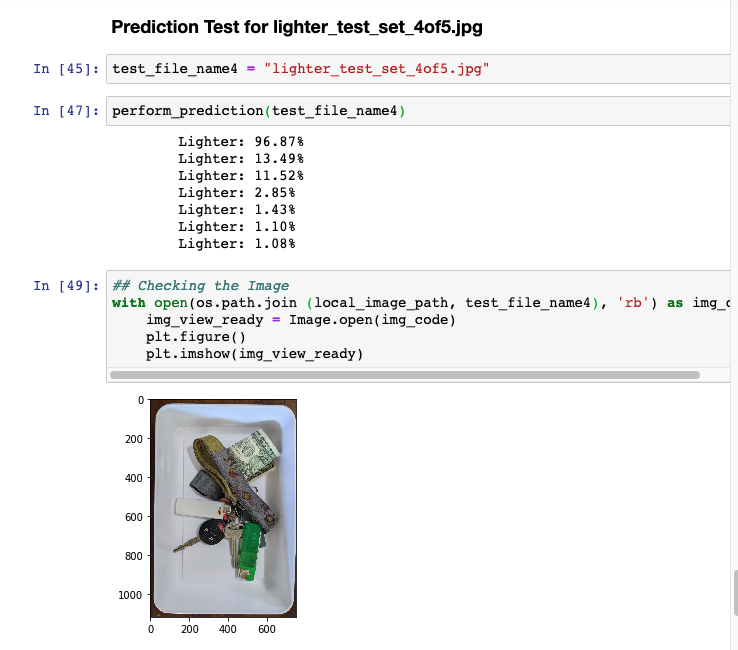 Prediction Test for lighter_test_set_4of5.jpg
In [45]: test_file_name4 = "lighter_test_set_4of5.jpg"
In [47]: perform_prediction(test_file_name4)
Lighter: 96.87%
Lighter: 13.49%
Lighter: 11.52%
Lighter: 2.85%
Lighter: 1.43%
Lighter: 1.10%
Lighter: 1.08%
In [49]: ## Checking the Image
with open(os.path.join (local_image_path, test_file_name4), 'rb') as img_c
img_view_ready = Image.open(img_code)
plt.figure()
plt.imshow(img_view_ready)
0
200
400
600
800
1000
0 200 400 600